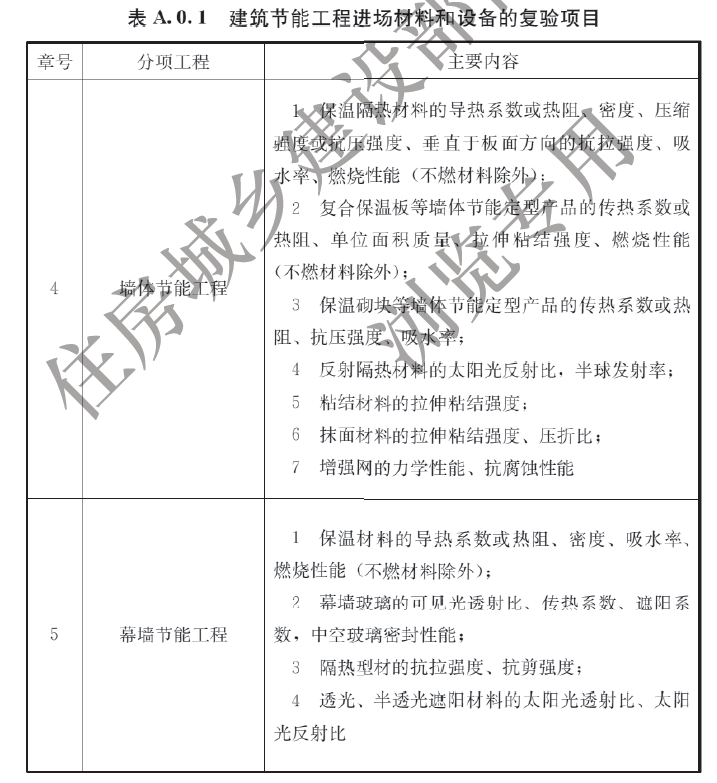 表 A.0.1 建筑节能工程进场材料和设备的复验项目
章号 分项工程 主要内容
4 墙体节能工程
1 保温隔热材料的导热系数或热阻、密度、压缩
强度或抗压强度、垂直于板面方向的抗拉强度、吸
水率、燃烧性能（不燃材料除外）；
2 复合保温板等墙体节能定型产品的传热系数或
热阻、单位面积质量、拉伸粘结强度、燃烧性能
（不燃材料除外）；
3 保温砌块等墙体节能定型产品的传热系数或热
阻、抗压强度、吸水率；
4 反射隔热材料的太阳光反射比，半球发射率；
5 粘结材料的拉伸粘结强度；
6 抹面材料的拉伸粘结强度、压折比；
7 增强网的力学性能、抗腐蚀性能
5 幕墙节能工程
1 保温材料的导热系数或热阻、密度、吸水率、
燃烧性能（不燃材料除外）；
2 幕墙玻璃的可见光透射比、传热系数、遮阳系
数，中空玻璃密封性能；
3 隔热型材的抗拉强度、抗剪强度；
4 透光、半透光遮阳材料的太阳光透射比、太阳
光反射比
住房城乡建设部
浏览专用